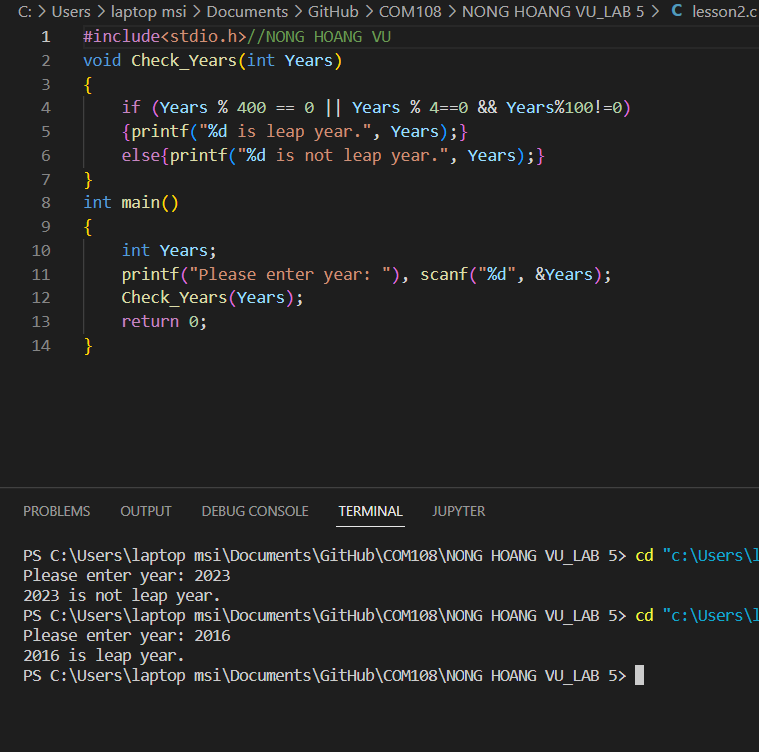 C: > Users > laptop msi > Documents > GitHub > COM108 > NONG HOANG VU_LAB 5 > C lesson2.c
1 #include<stdio.h>//NONG HOANG VU
2 void Check_Years(int Years)
3 {
4 if (Years % 400 == 0 || Years % 4==0 && Years%100!=0)
5 {printf("%d is leap year.", Years);}
6 else{printf("%d is not leap year.", Years);}
7 }
8 int main()
9 {
10 int Years;
11 printf("Please enter year: "), scanf("%d", &Years);
12 Check_Years(Years);
13 return 0;
14 }
PROBLEMS OUTPUT DEBUG CONSOLE TERMINAL JUPYTER
PS C:\Users\laptop msi\Documents\GitHub\COM108\NONG HOANG VU_LAB 5> cd "c:\Users\l
Please enter year: 2023
2023 is not leap year.
PS C:\Users\laptop msi\Documents\GitHub\COM108\NONG HOANG VU_LAB 5> cd "c:\Users\l
Please enter year: 2016
2016 is leap year.
PS C:\Users\laptop msi\Documents\GitHub\COM108\NONG HOANG VU_LAB 5>